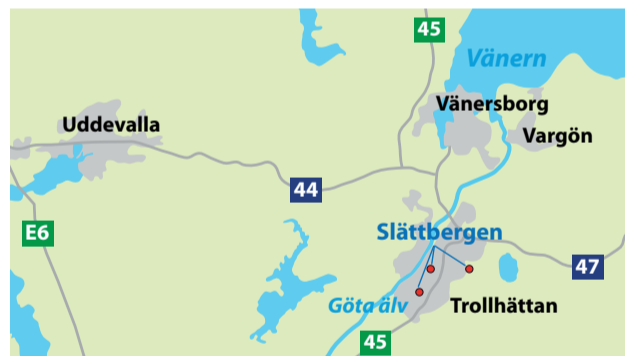 45
Vänern
Vänersborg
Uddevalla
Vargön
44
E6
Slättbergen
47
Göta älv
Trollhättan
45